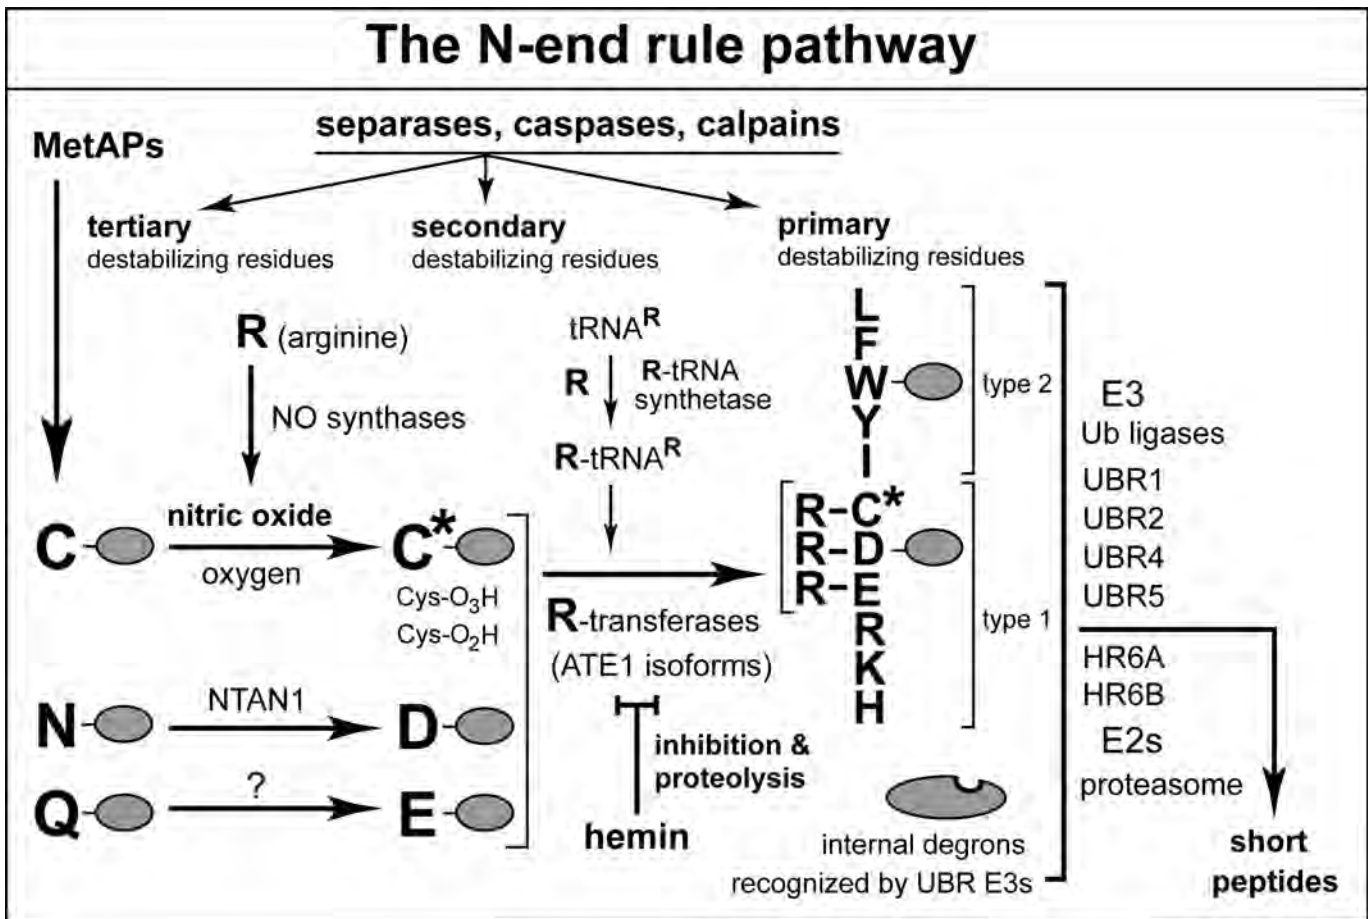 The N-end rule pathway
MetAPs
separases, caspases, calpains
tertiary
destabilizing residues
secondary
destabilizing residues
primary
destabilizing residues
R (arginine)
NO synthases
tRNAᴿ
R
R-tRNA
synthetase
R-tRNAᴿ
L
F
W
Y
I
type 2
C
nitric oxide
oxygen
C*
Cys-O₃H
Cys-O₂H
R-transferases
(ATE1 isoforms)
R-C*
R-D
R-E
R
K
H
type 1
N
NTAN1
D
Q
?
E
inhibition &
proteolysis
hemin
internal degrons
recognized by UBR E3s
E3
Ub ligases
UBR1
UBR2
UBR4
UBR5
HR6A
HR6B
E2s
proteasome
short
peptides